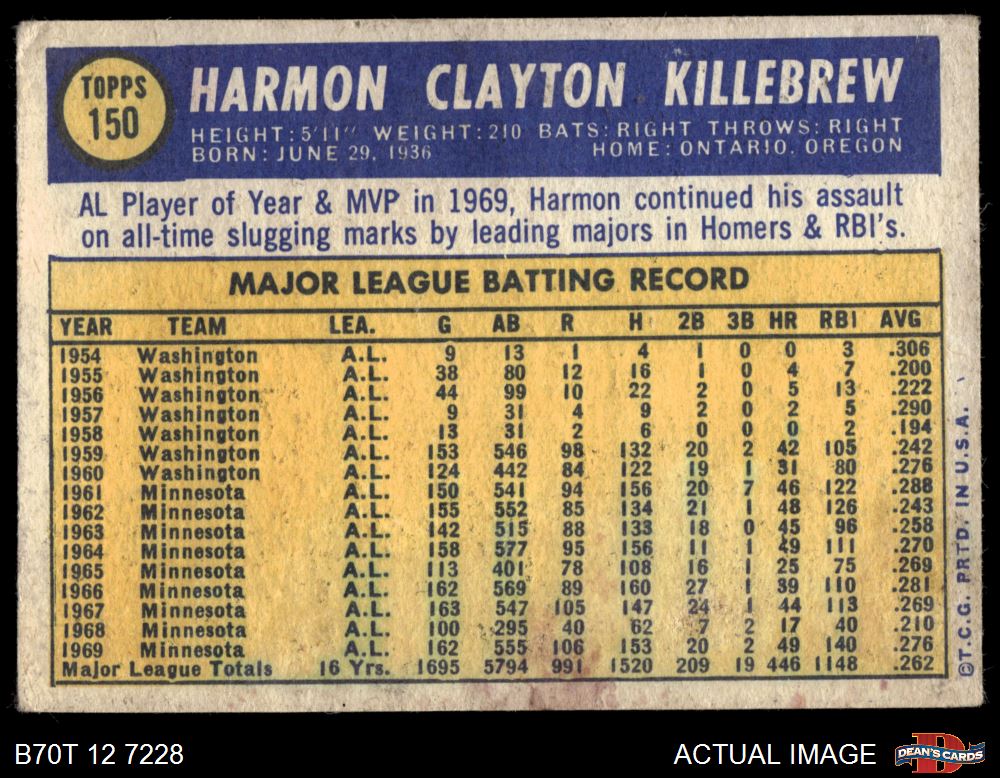 TOPPS
150
HARMON CLAYTON KILLEBREW
HEIGHT: 5'11" WEIGHT: 210 BATS: RIGHT THROWS: RIGHT
BORN: JUNE 29, 1936 HOME: ONTARIO, OREGON
AL Player of Year & MVP in 1969, Harmon continued his assault
on all-time slugging marks by leading majors in Homers & RBI's.
MAJOR LEAGUE BATTING RECORD
YEAR TEAM LEA. G AB R H 2B 3B HR RBI AVG
1954 Washington A.L. 9 13 1 4 1 0 0 3 .306
1955 Washington A.L. 38 80 12 16 1 0 4 7 .200
1956 Washington A.L. 44 99 10 22 2 0 5 13 .222
1957 Washington A.L. 9 31 4 9 2 0 2 5 .290
1958 Washington A.L. 13 31 2 6 0 0 0 2 .194
1959 Washington A.L. 153 546 98 132 20 2 42 105 .242
1960 Washington A.L. 124 442 84 122 19 1 31 80 .276
1961 Minnesota A.L. 150 541 94 156 20 7 46 122 .288
1962 Minnesota A.L. 155 552 85 134 21 1 48 126 .243
1963 Minnesota A.L. 142 515 88 133 18 0 45 96 .258
1964 Minnesota A.L. 158 577 95 156 11 1 49 111 .270
1965 Minnesota A.L. 113 401 78 108 16 1 25 75 .269
1966 Minnesota A.L. 162 569 89 160 27 1 39 110 .281
1967 Minnesota A.L. 163 547 105 147 24 1 44 113 .269
1968 Minnesota A.L. 100 295 40 62 7 2 17 40 .210
1969 Minnesota A.L. 162 555 106 153 20 2 49 140 .276
Major League Totals 16 Yrs. 1695 5794 991 1520 209 19 446 1148 .262
©T.C.G. PRTD. IN U.S.A.
B70T 12 7228
ACTUAL IMAGE
DEAN'S CARDS